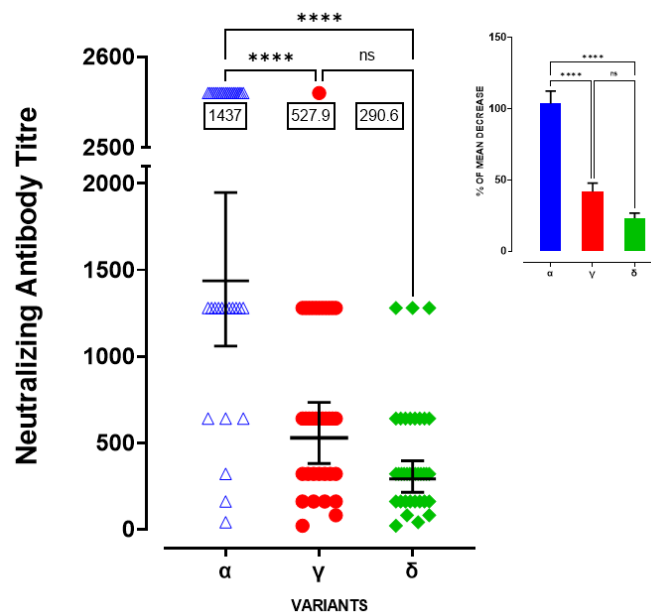 ****
****
ns
2600
1437
527.9
290.6
2500
2000
1500
1000
500
0
Neutralizing Antibody Titre
α
γ
δ
VARIANTS
150
****
****
ns
100
50
0
% OF MEAN DECREASE
α
γ
δ